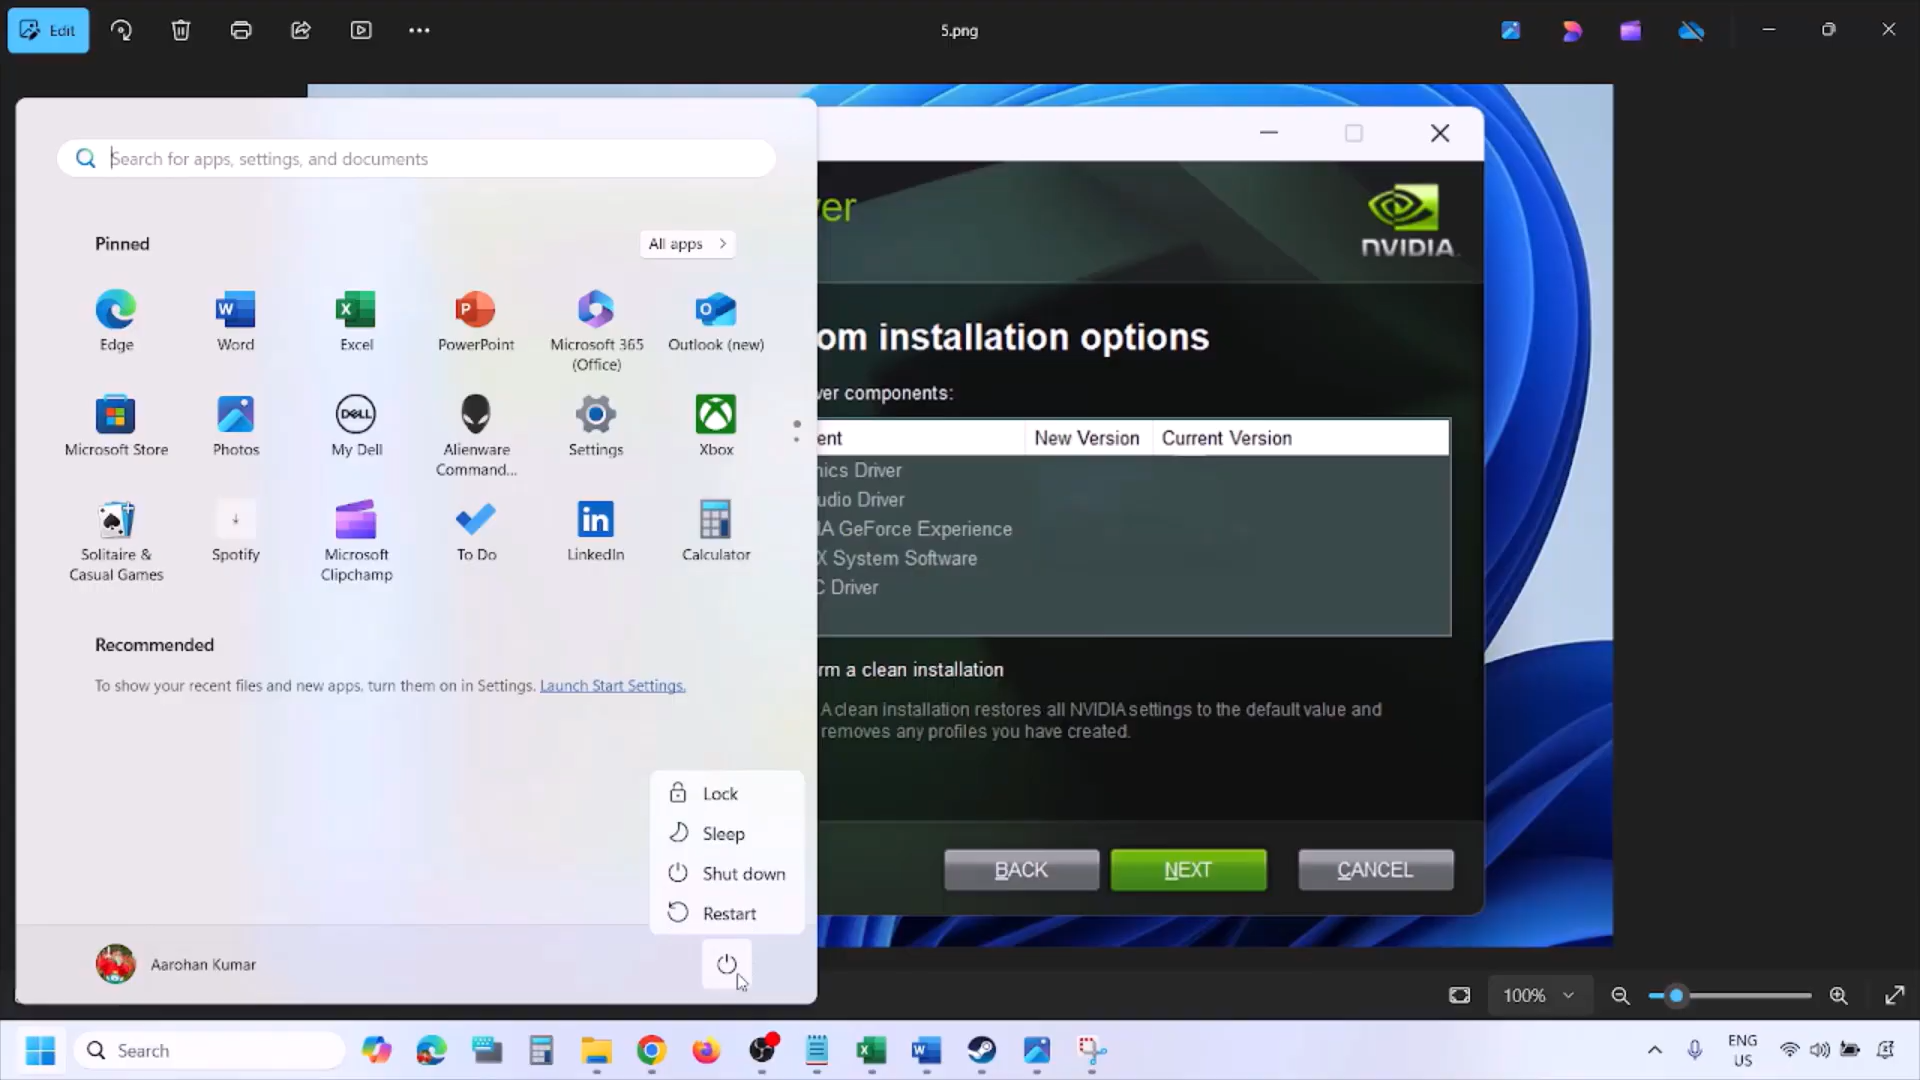 Edit
5.png
Search for apps, settings, and documents
Pinned
All apps
Edge
Word
Excel
PowerPoint
Microsoft 365
(Office)
Outlook (new)
Microsoft Store
Photos
DELL
My Dell
Alienware
Command...
Settings
Xbox
Solitaire &
Casual Games
Spotify
Microsoft
Clipchamp
To Do
LinkedIn
Calculator
Recommended
To show your recent files and new apps, turn them on in Settings. Launch Start Settings.
Lock
Sleep
Shut down
Restart
Aarohan Kumar
ver
NVIDIA
om installation options
ver components:
ent New Version Current Version
nics Driver
udio Driver
IA GeForce Experience
X System Software
C Driver
rm a clean installation
A clean installation restores all NVIDIA settings to the default value and
removes any profiles you have created.
BACK
NEXT
CANCEL
100%
Search
ENG
US